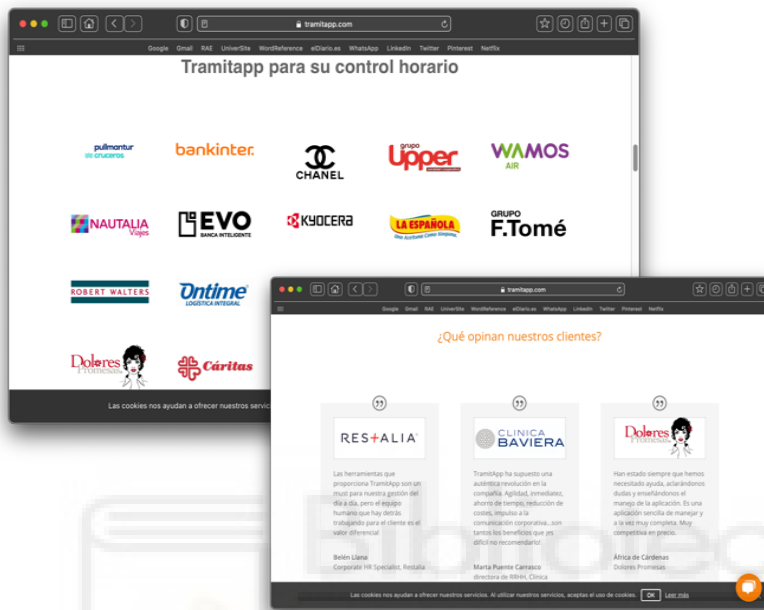 tramitapp.com
Google Gmail RAE UniverSite WordReference elDiario.es WhatsApp LinkedIn Twitter Pinterest Netflix
Tramitapp para su control horario
pullmantur
cruceros
bankinter.
CHANEL
grupo
Upper
WAMOS
AIR
NAUTALIA
Viajes
EVO
BANCA INTELIGENTE
KYOCERA
LA ESPAÑOLA
GRUPO
F.Tomé
ROBERT WALTERS
Ontime
LOGÍSTICA INTEGRAL
Dolores
Promesas
Cáritas
Las cookies nos ayudan a ofrecer nuestros servic
tramitapp.com
Google Gmail RAE UniverSite WordReference elDiario.es WhatsApp LinkedIn Twitter Pinterest Netflix
¿Qué opinan nuestros clientes?
RESTALIA
Las herramientas que
proporciona TramitApp son un
must para nuestra gestión del
día a día, pero el equipo
humano que hay detrás
trabajando para el cliente es el
valor diferencial
Belén Llano
Corporate HR Specialist, Restalia
CLINICA
BAVIERA
TramitApp ha supuesto una
auténtica revolución en la
compañía. Agilidad, inmediatez,
ahorro de tiempo, reducción de
costes, impulso a la
comunicación corporativa...son
tantos los beneficios que ¡es
difícil no recomendarlo!
Marta Puente Carrasco
directora de RRHH, Clínica
Dolores
Promesas
Han estado siempre que hemos
necesitado ayuda, aclarándonos
dudas y enseñándonos el
manejo de la aplicación. Es una
aplicación sencilla de manejar y
a la vez muy completa. Muy
competitiva en precio.
África de Cárdenas
Dolores Promesas
Las cookies nos ayudan a ofrecer nuestros servicios. Al utilizar nuestros servicios, aceptas el uso de cookies. OK Leer más